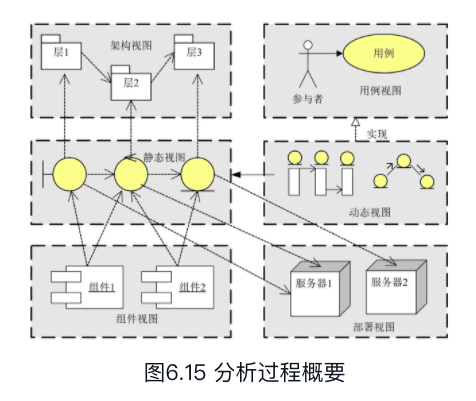 架构视图
层1
层2
层3
用例
参与者
用例视图
实现
静态视图
动态视图
组件1
组件2
组件视图
服务器1
服务器2
部署视图
图6.15 分析过程概要